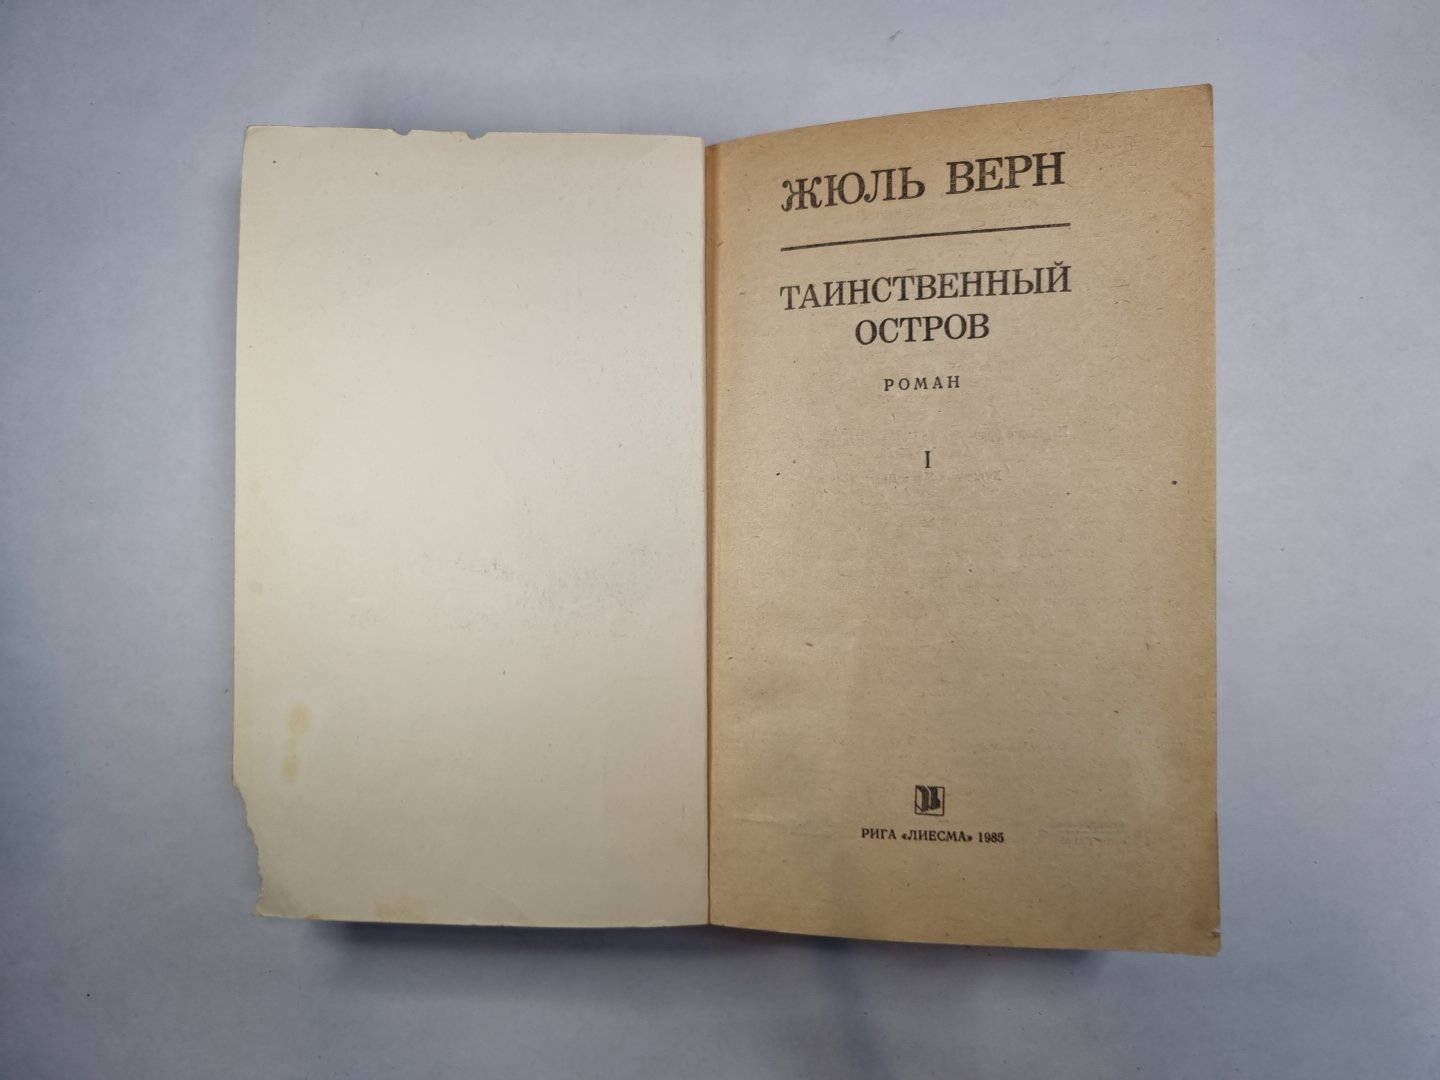 ЖЮЛЬ ВЕРН
ТАИНСТВЕННЫЙ
ОСТРОВ
РОМАН
I
РИГА «ЛИЕСМА» 1985